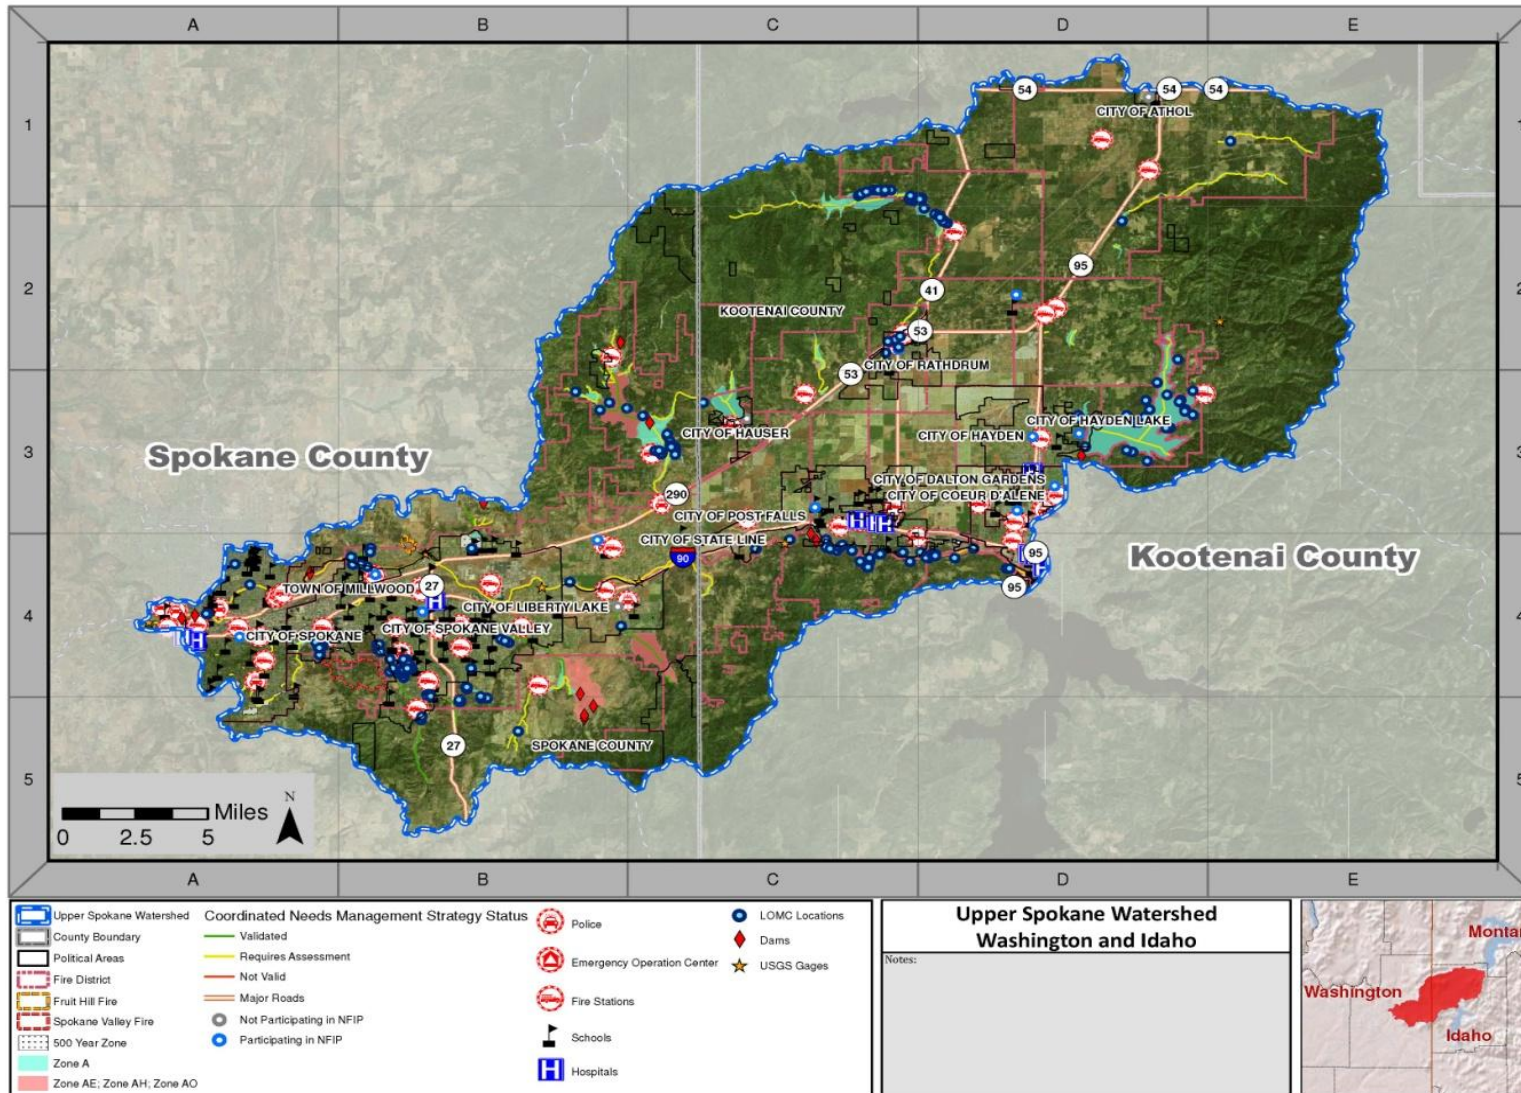 A B C D E
1 1
2 2
3 3
4 4
5 5
54 54 54
CITY OF ATHOL
95
41
KOOTENAI COUNTY
53
CITY OF RATHDRUM
53
CITY OF HAYDEN LAKE
CITY OF HAUSER
CITY OF HAYDEN
Spokane County
CITY OF DALTON GARDENS
CITY OF COEUR D'ALENE
290
CITY OF POST FALLS
CITY OF STATE LINE
90
95
Kootenai County
TOWN OF MILLWOOD
27
95
CITY OF LIBERTY LAKE
CITY OF SPOKANE
CITY OF SPOKANE VALLEY
27
SPOKANE COUNTY
Miles
0 2.5 5
N
A B C D E
Upper Spokane Watershed
County Boundary
Political Areas
Fire District
Fruit Hill Fire
Spokane Valley Fire
500 Year Zone
Zone A
Zone AE; Zone AH; Zone AO
Coordinated Needs Management Strategy Status
Validated
Requires Assessment
Not Valid
Major Roads
Not Participating in NFIP
Participating in NFIP
Police
Emergency Operation Center
Fire Stations
Schools
H Hospitals
LOMC Locations
Dams
USGS Gages
Upper Spokane Watershed
Washington and Idaho
Notes:
Montan
Washington
Idaho